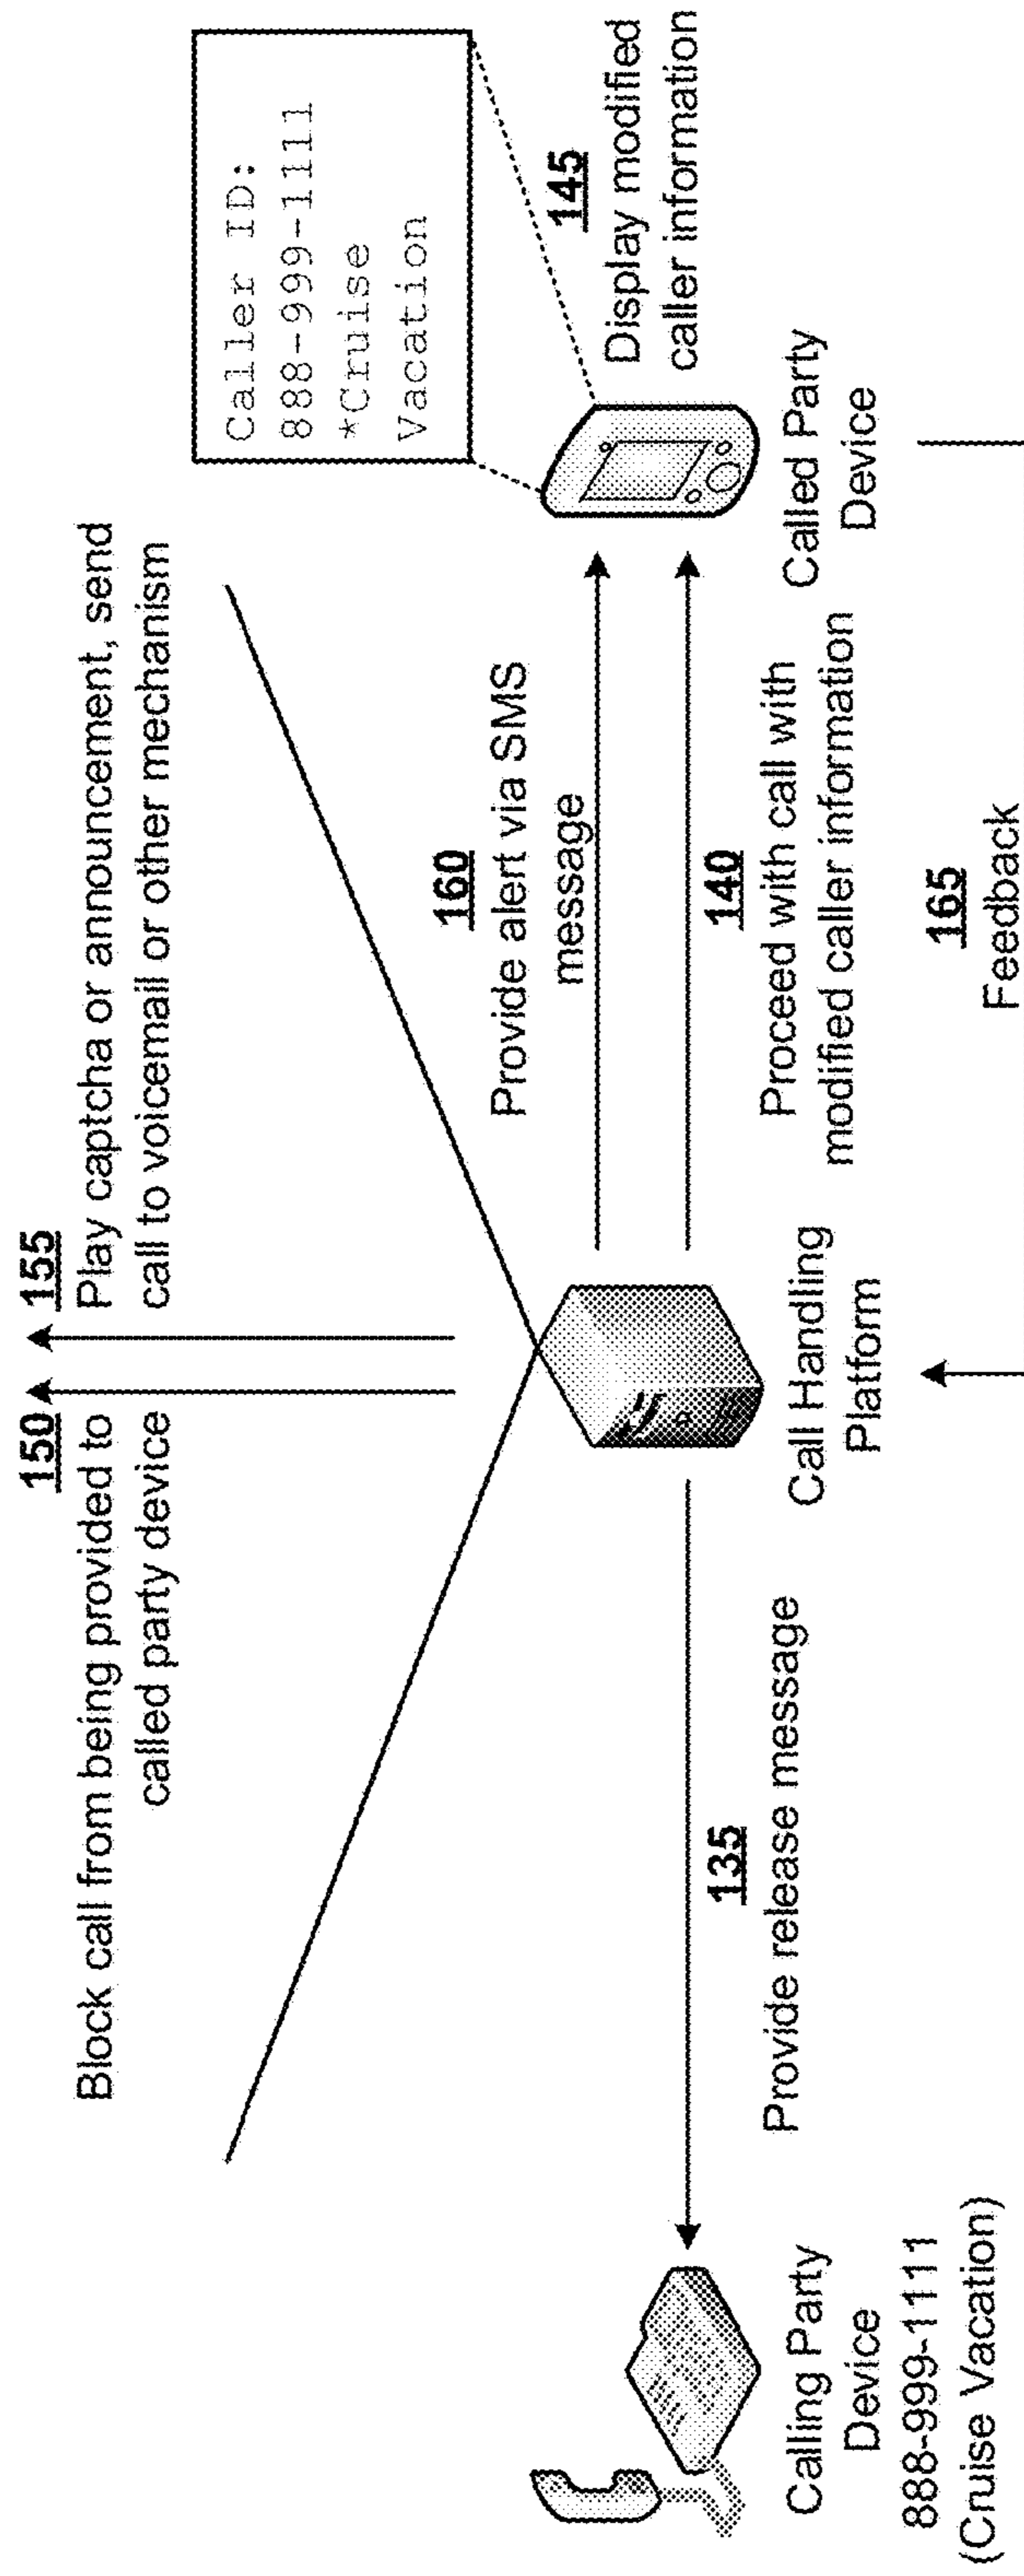 150
Block call from being provided to
called party device
155
Play captcha or announcement, send
call to voicemail or other mechanism
Caller ID:
888-999-1111
*Cruise
Vacation
160
Provide alert via SMS
message
145
Display modified
caller information
135
Provide release message
140
Proceed with call with
modified caller information
Calling Party
Device
888-999-1111
(Cruise Vacation)
Call Handling
Platform
Called Party
Device
165
Feedback